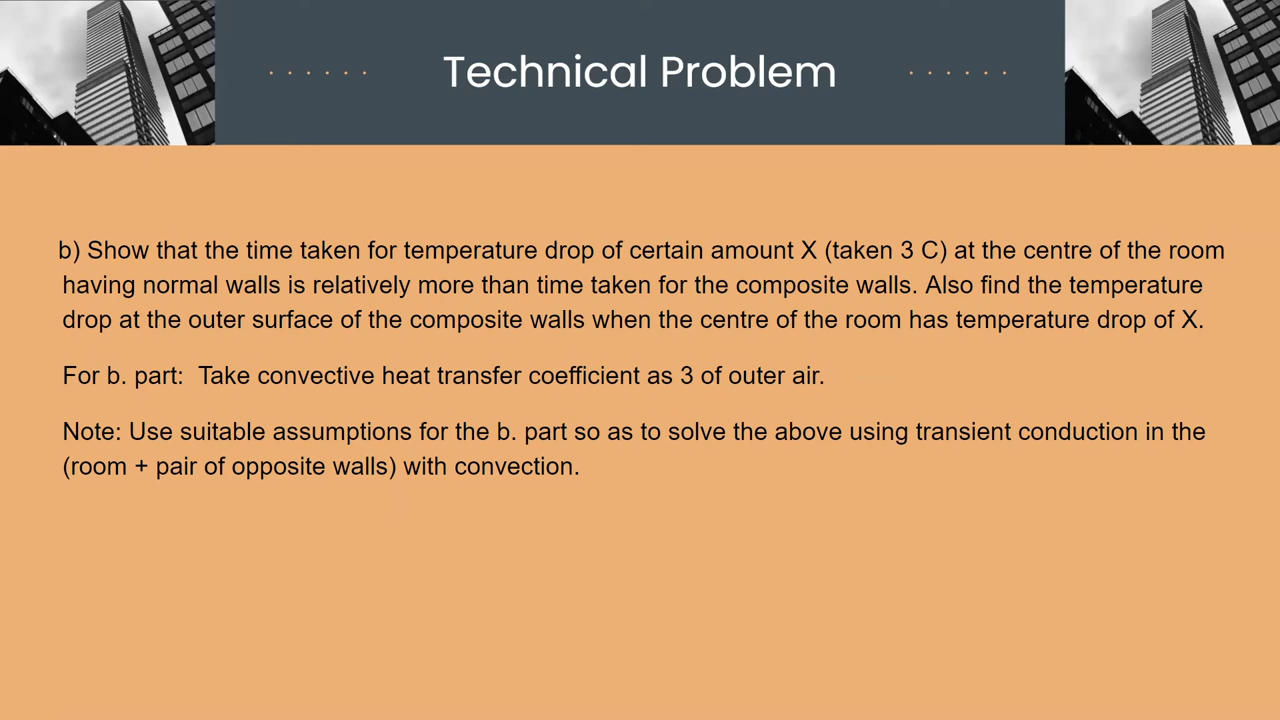 Technical Problem
b) Show that the time taken for temperature drop of certain amount X (taken 3 C) at the centre of the room
having normal walls is relatively more than time taken for the composite walls. Also find the temperature
drop at the outer surface of the composite walls when the centre of the room has temperature drop of X.
For b. part:  Take convective heat transfer coefficient as 3 of outer air.
Note: Use suitable assumptions for the b. part so as to solve the above using transient conduction in the
(room + pair of opposite walls) with convection.